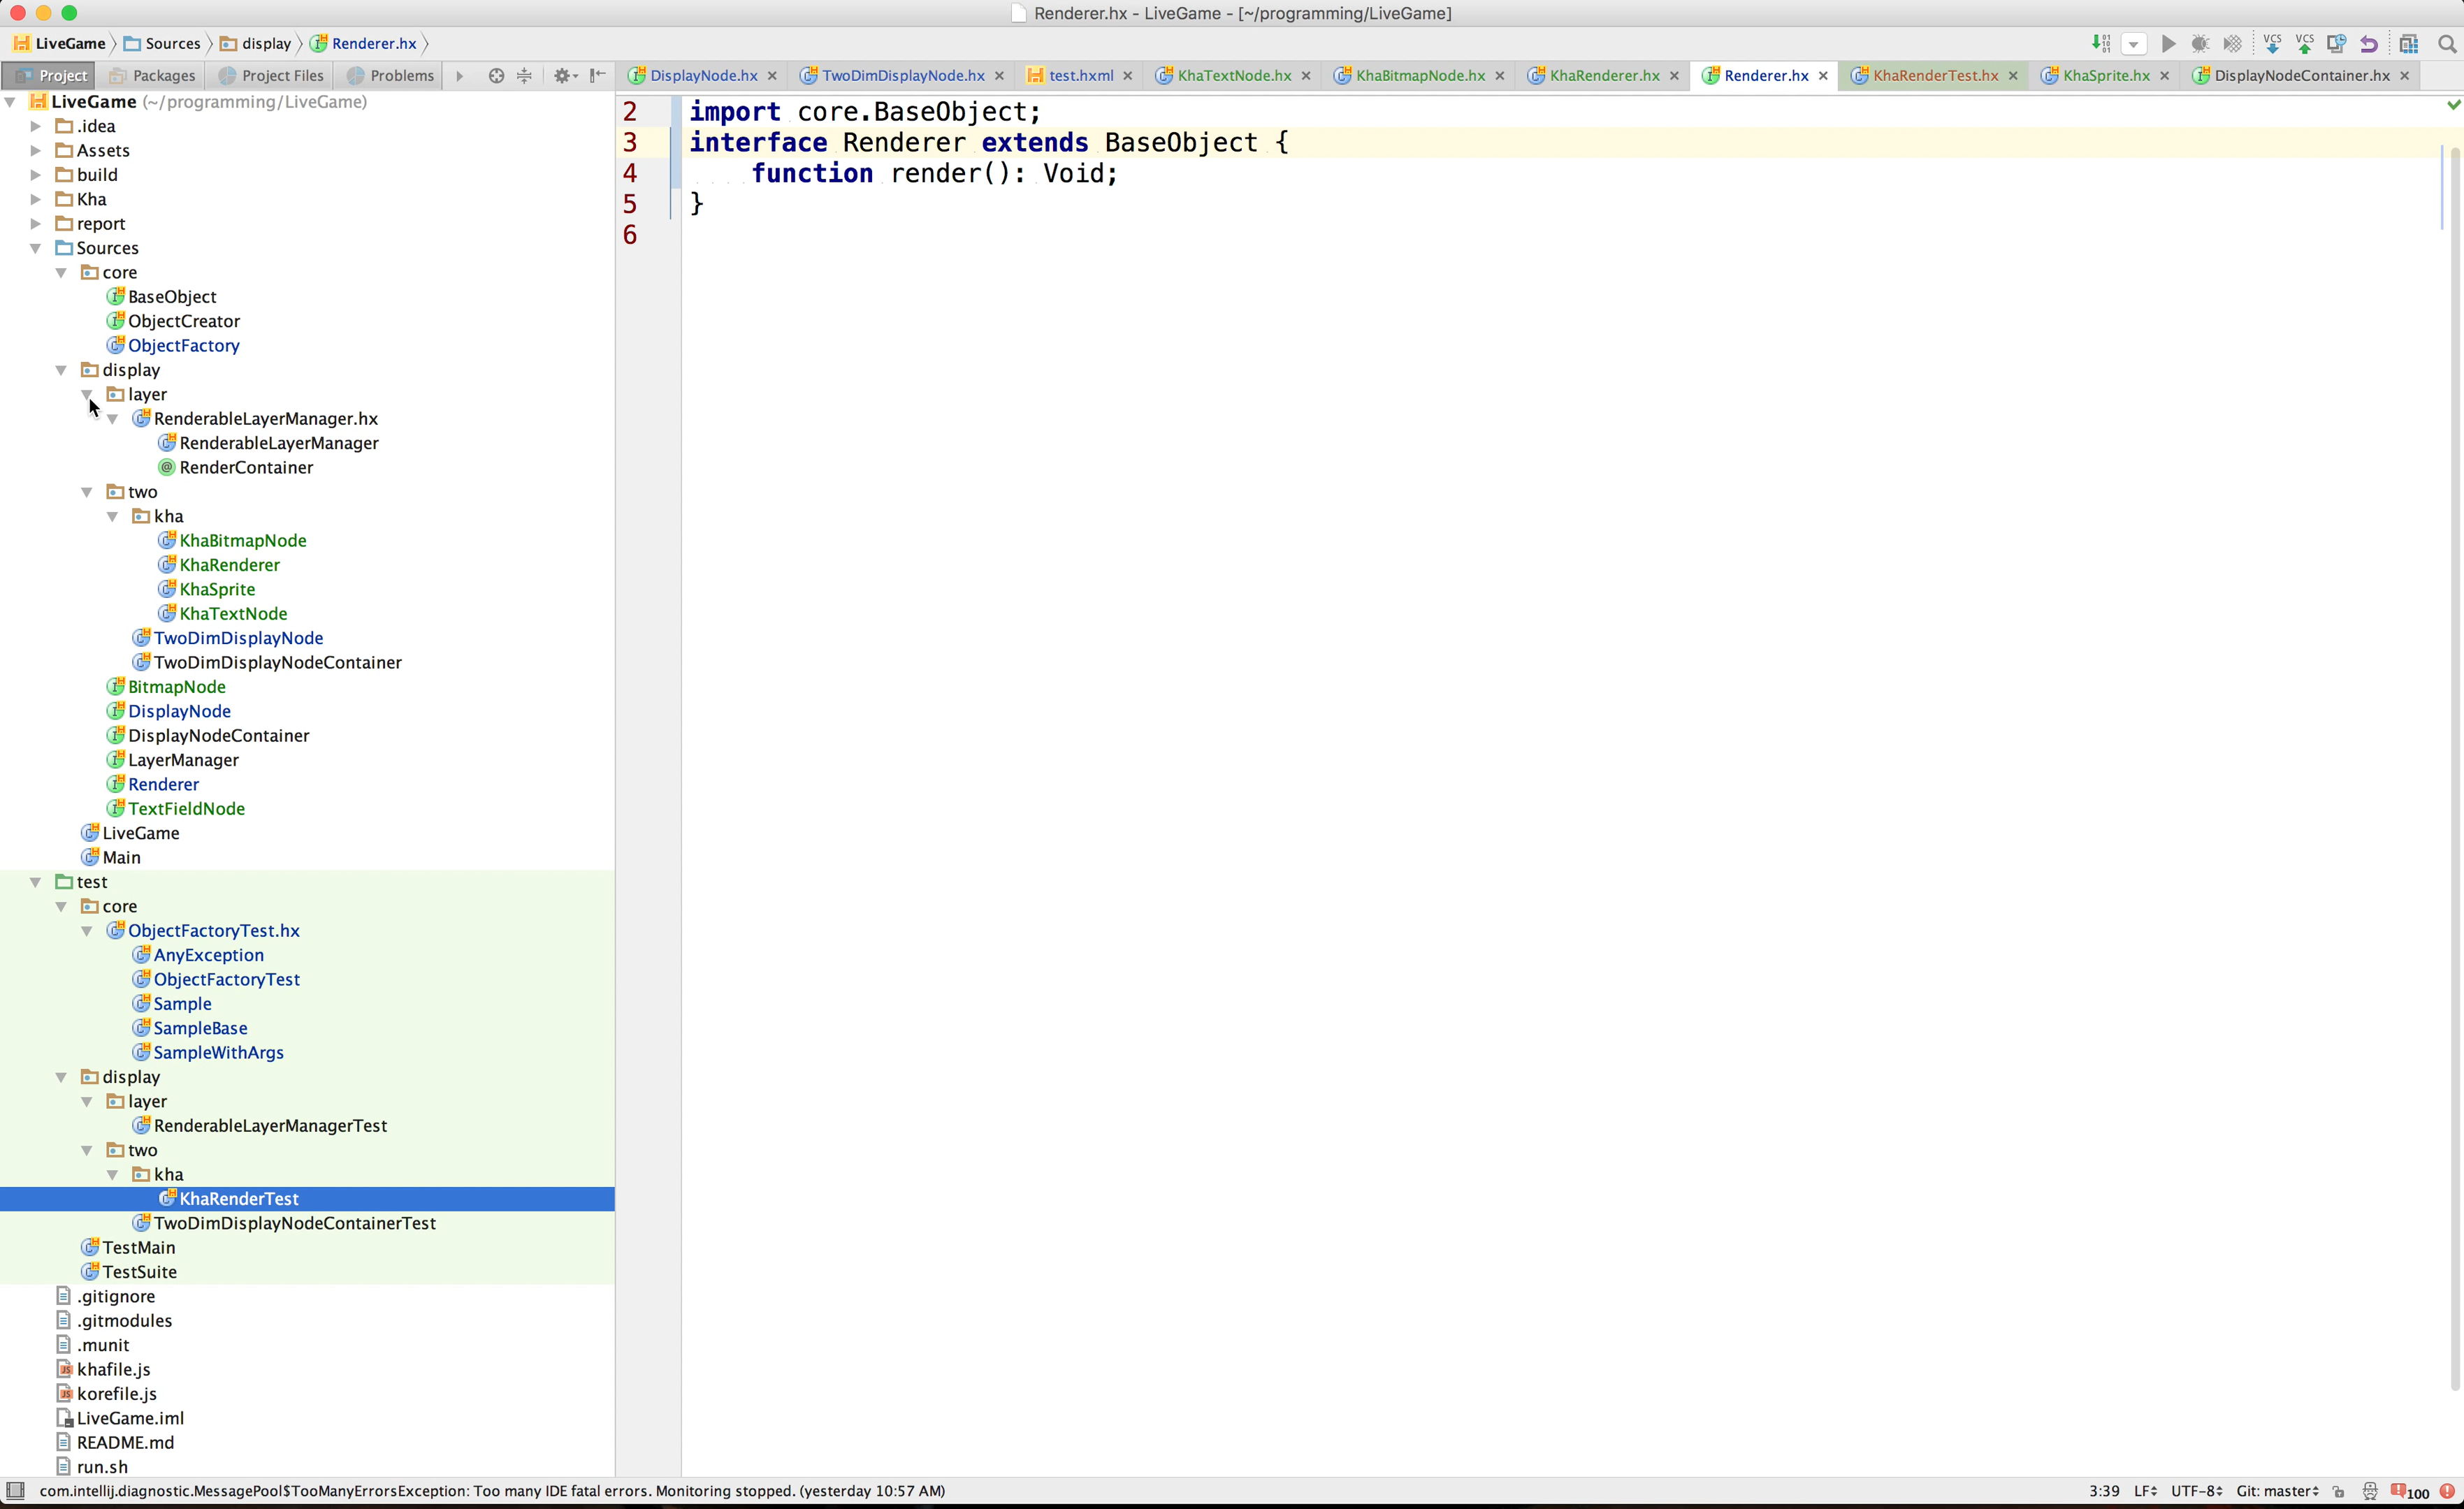 Renderer.hx - LiveGame - [~/programming/LiveGame]
LiveGame Sources display Renderer.hx
Project Packages Project Files Problems
DisplayNode.hx TwoDimDisplayNode.hx test.hxml KhaTextNode.hx KhaBitmapNode.hx KhaRenderer.hx Renderer.hx KhaRenderTest.hx KhaSprite.hx DisplayNodeContainer.hx
LiveGame (~/programming/LiveGame)
.idea
Assets
build
Kha
report
Sources
core
BaseObject
ObjectCreator
ObjectFactory
display
layer
RenderableLayerManager.hx
RenderableLayerManager
RenderContainer
two
kha
KhaBitmapNode
KhaRenderer
KhaSprite
KhaTextNode
TwoDimDisplayNode
TwoDimDisplayNodeContainer
BitmapNode
DisplayNode
DisplayNodeContainer
LayerManager
Renderer
TextFieldNode
LiveGame
Main
test
core
ObjectFactoryTest.hx
AnyException
ObjectFactoryTest
Sample
SampleBase
SampleWithArgs
display
layer
RenderableLayerManagerTest
two
kha
KhaRenderTest
TwoDimDisplayNodeContainerTest
TestMain
TestSuite
.gitignore
.gitmodules
.munit
khafile.js
korefile.js
LiveGame.iml
README.md
run.sh
2 import core.BaseObject;
3 interface Renderer extends BaseObject {
4 function render(): Void;
5 }
6
com.intellij.diagnostic.MessagePool$TooManyErrorsException: Too many IDE fatal errors. Monitoring stopped. (yesterday 10:57 AM)
3:39 LF UTF-8 Git: master 100